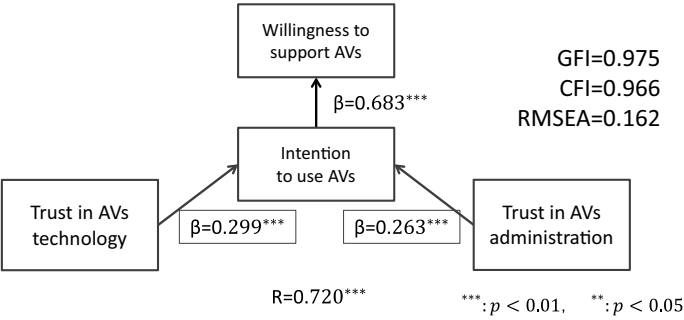 Willingness to
support AVs
GFI=0.975
CFI=0.966
RMSEA=0.162
β=0.683***
Intention
to use AVs
Trust in AVs
technology
β=0.299***
β=0.263***
Trust in AVs
administration
R=0.720***
***: p < 0.01, **: p < 0.05